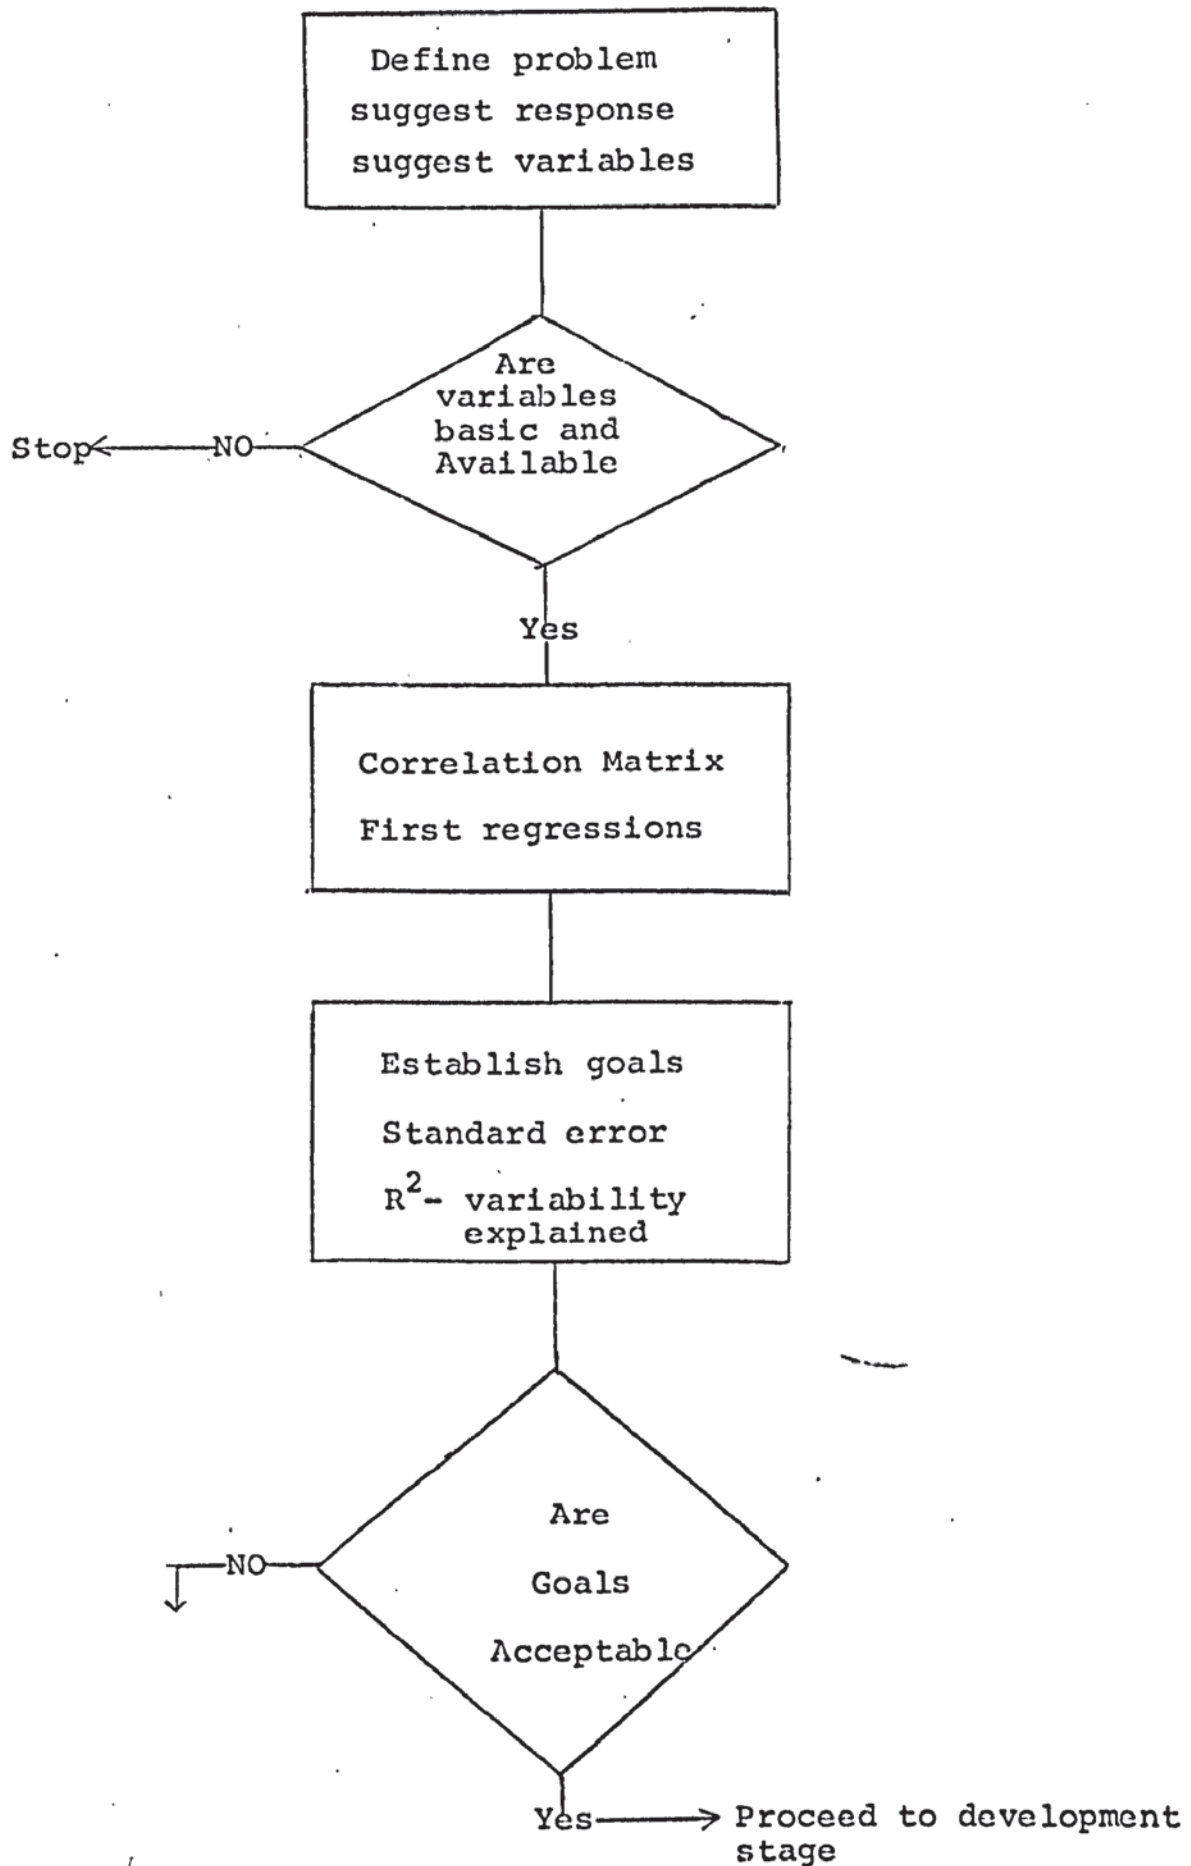 Define problem
suggest response
suggest variables
Are
variables
basic and
Available
Stop
NO
Yes
Correlation Matrix
First regressions
Establish goals
Standard error
R²- variability
explained
Are
Goals
Acceptable
NO
Yes
Proceed to development
stage